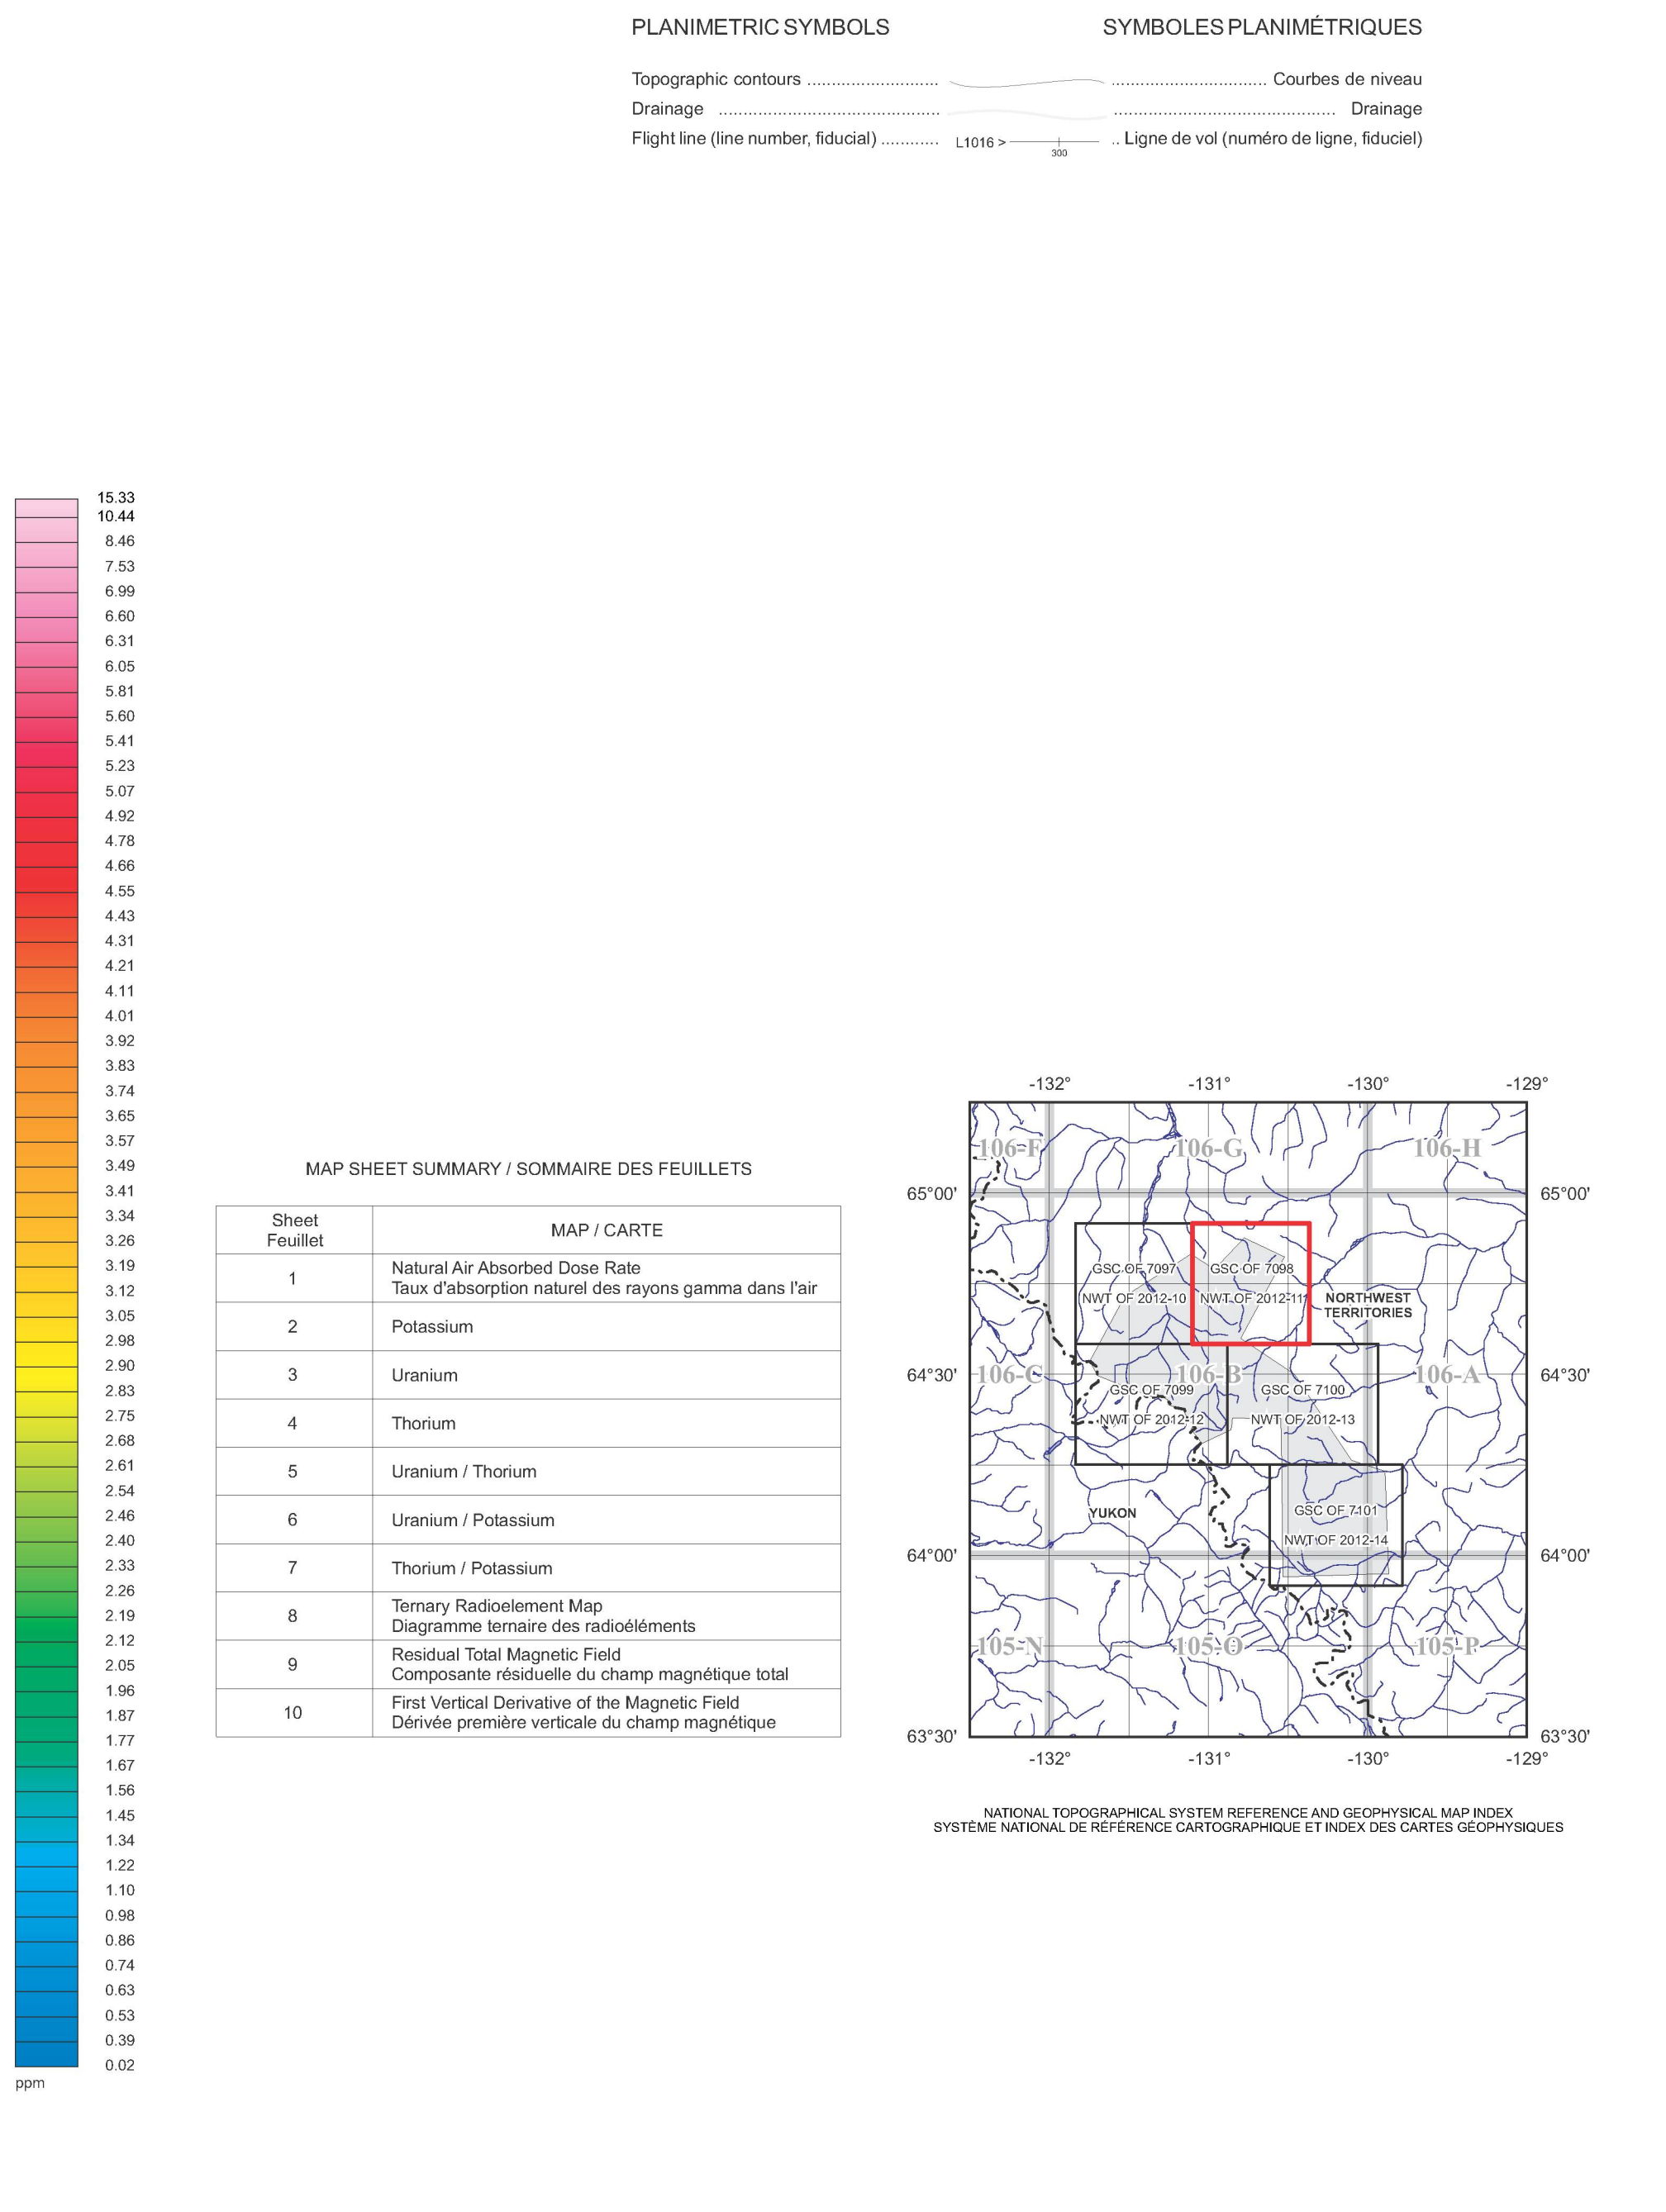 PLANIMETRIC SYMBOLS
SYMBOLES PLANIMÉTRIQUES
Topographic contours ........................... ................................ Courbes de niveau
Drainage ............................................. ............................................. Drainage
Flight line (line number, fiducial) ............ L1016 > .. Ligne de vol (numéro de ligne, fiduciel)
300
15.33
10.44
8.46
7.53
6.99
6.60
6.31
6.05
5.81
5.60
5.41
5.23
5.07
4.92
4.78
4.66
4.55
4.43
4.31
4.21
4.11
4.01
3.92
3.83
3.74
3.65
3.57
3.49
3.41
3.34
3.26
3.19
3.12
3.05
2.98
2.90
2.83
2.75
2.68
2.61
2.54
2.46
2.40
2.33
2.26
2.19
2.12
2.05
1.96
1.87
1.77
1.67
1.56
1.45
1.34
1.22
1.10
0.98
0.86
0.74
0.63
0.53
0.39
0.02
ppm
MAP SHEET SUMMARY / SOMMAIRE DES FEUILLETS
Sheet
Feuillet
MAP / CARTE
1
Natural Air Absorbed Dose Rate
Taux d'absorption naturel des rayons gamma dans l'air
2
Potassium
3
Uranium
4
Thorium
5
Uranium / Thorium
6
Uranium / Potassium
7
Thorium / Potassium
8
Ternary Radioelement Map
Diagramme ternaire des radioéléments
9
Residual Total Magnetic Field
Composante résiduelle du champ magnétique total
10
First Vertical Derivative of the Magnetic Field
Dérivée première verticale du champ magnétique
-132° -131° -130° -129°
106-F 106-G 106-H
65°00' 65°00'
GSC OF 7097 GSC OF 7098
NWT OF 2012-10 NWT OF 2012-11
NORTHWEST
TERRITORIES
64°30' 106-C 106-B 106-A 64°30'
GSC OF 7099 GSC OF 7100
NWT OF 2012-12 NWT OF 2012-13
YUKON
GSC OF 7101
NWT OF 2012-14
64°00' 64°00'
105-N 105-O 105-P
63°30' 63°30'
-132° -131° -130° -129°
NATIONAL TOPOGRAPHICAL SYSTEM REFERENCE AND GEOPHYSICAL MAP INDEX
SYSTÈME NATIONAL DE RÉFÉRENCE CARTOGRAPHIQUE ET INDEX DES CARTES GÉOPHYSIQUES